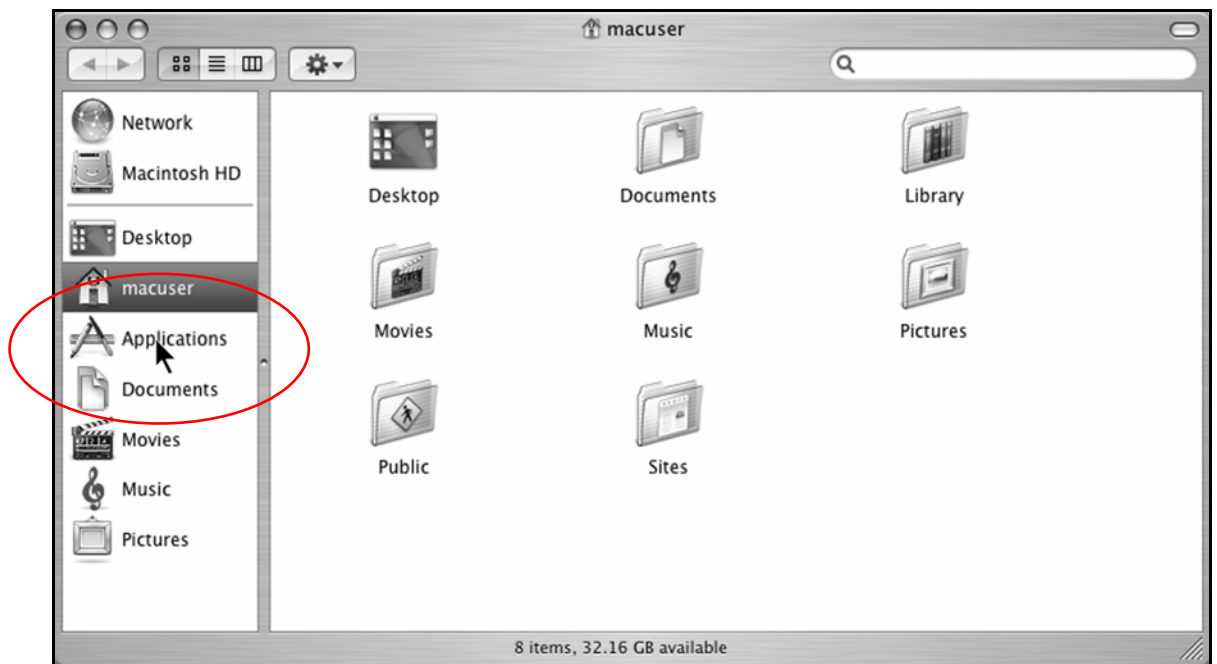 macuser
Network
Macintosh HD
Desktop
macuser
Applications
Documents
Movies
Music
Pictures
Desktop
Documents
Library
Movies
Music
Pictures
Public
Sites
8 items, 32.16 GB available